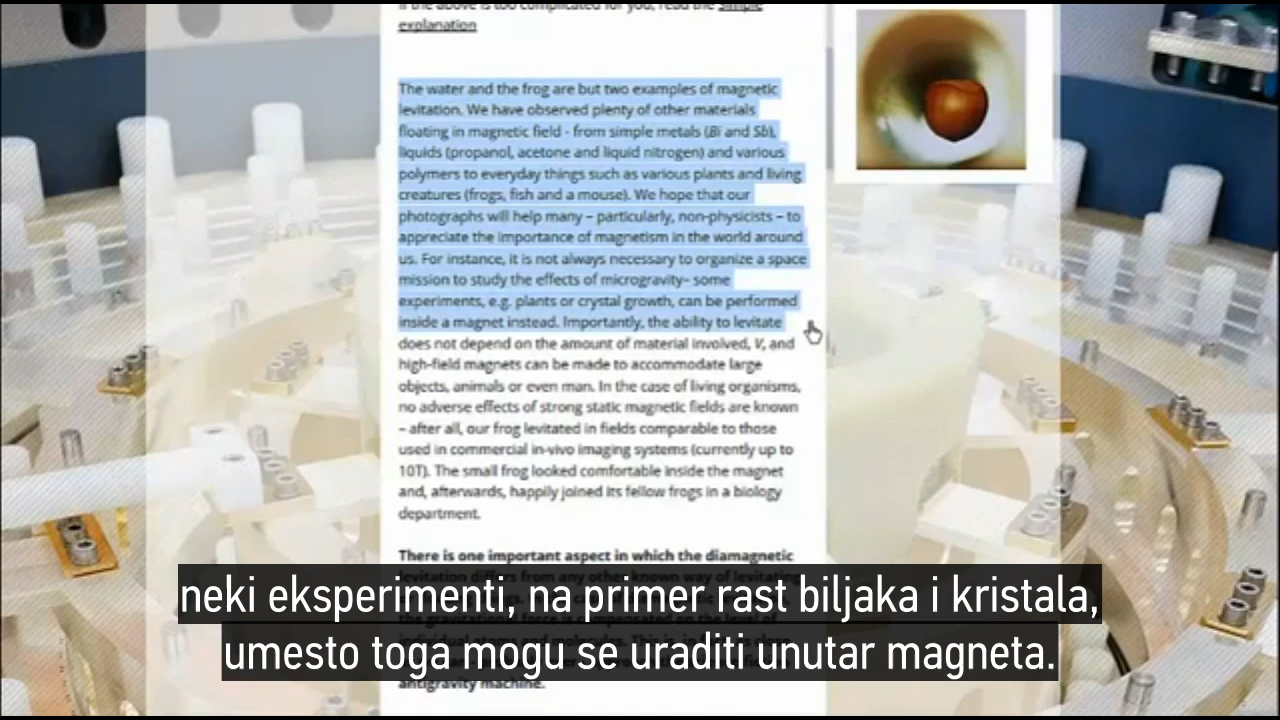 If the above is too complicated for you, read the simple
explanation
The water and the frog are but two examples of magnetic
levitation. We have observed plenty of other materials
floating in magnetic field - from simple metals (Bi and Sb),
liquids (propanol, acetone and liquid nitrogen) and various
polymers to everyday things such as various plants and living
creatures (frogs, fish and a mouse). We hope that our
photographs will help many – particularly, non-physicists – to
appreciate the importance of magnetism in the world around
us. For instance, it is not always necessary to organize a space
mission to study the effects of microgravity– some
experiments, e.g. plants or crystal growth, can be performed
inside a magnet instead. Importantly, the ability to levitate
does not depend on the amount of material involved, V, and
high-field magnets can be made to accommodate large
objects, animals or even man. In the case of living organisms,
no adverse effects of strong static magnetic fields are known
– after all, our frog levitated in fields comparable to those
used in commercial in-vivo imaging systems (currently up to
10T). The small frog looked comfortable inside the magnet
and, afterwards, happily joined its fellow frogs in a biology
department.
There is one important aspect in which the diamagnetic
levitation differs from any other known way of levitating
neki eksperimenti, na primer rast biljaka i kristala,
umesto toga mogu se uraditi unutar magneta.
antigravity machine.